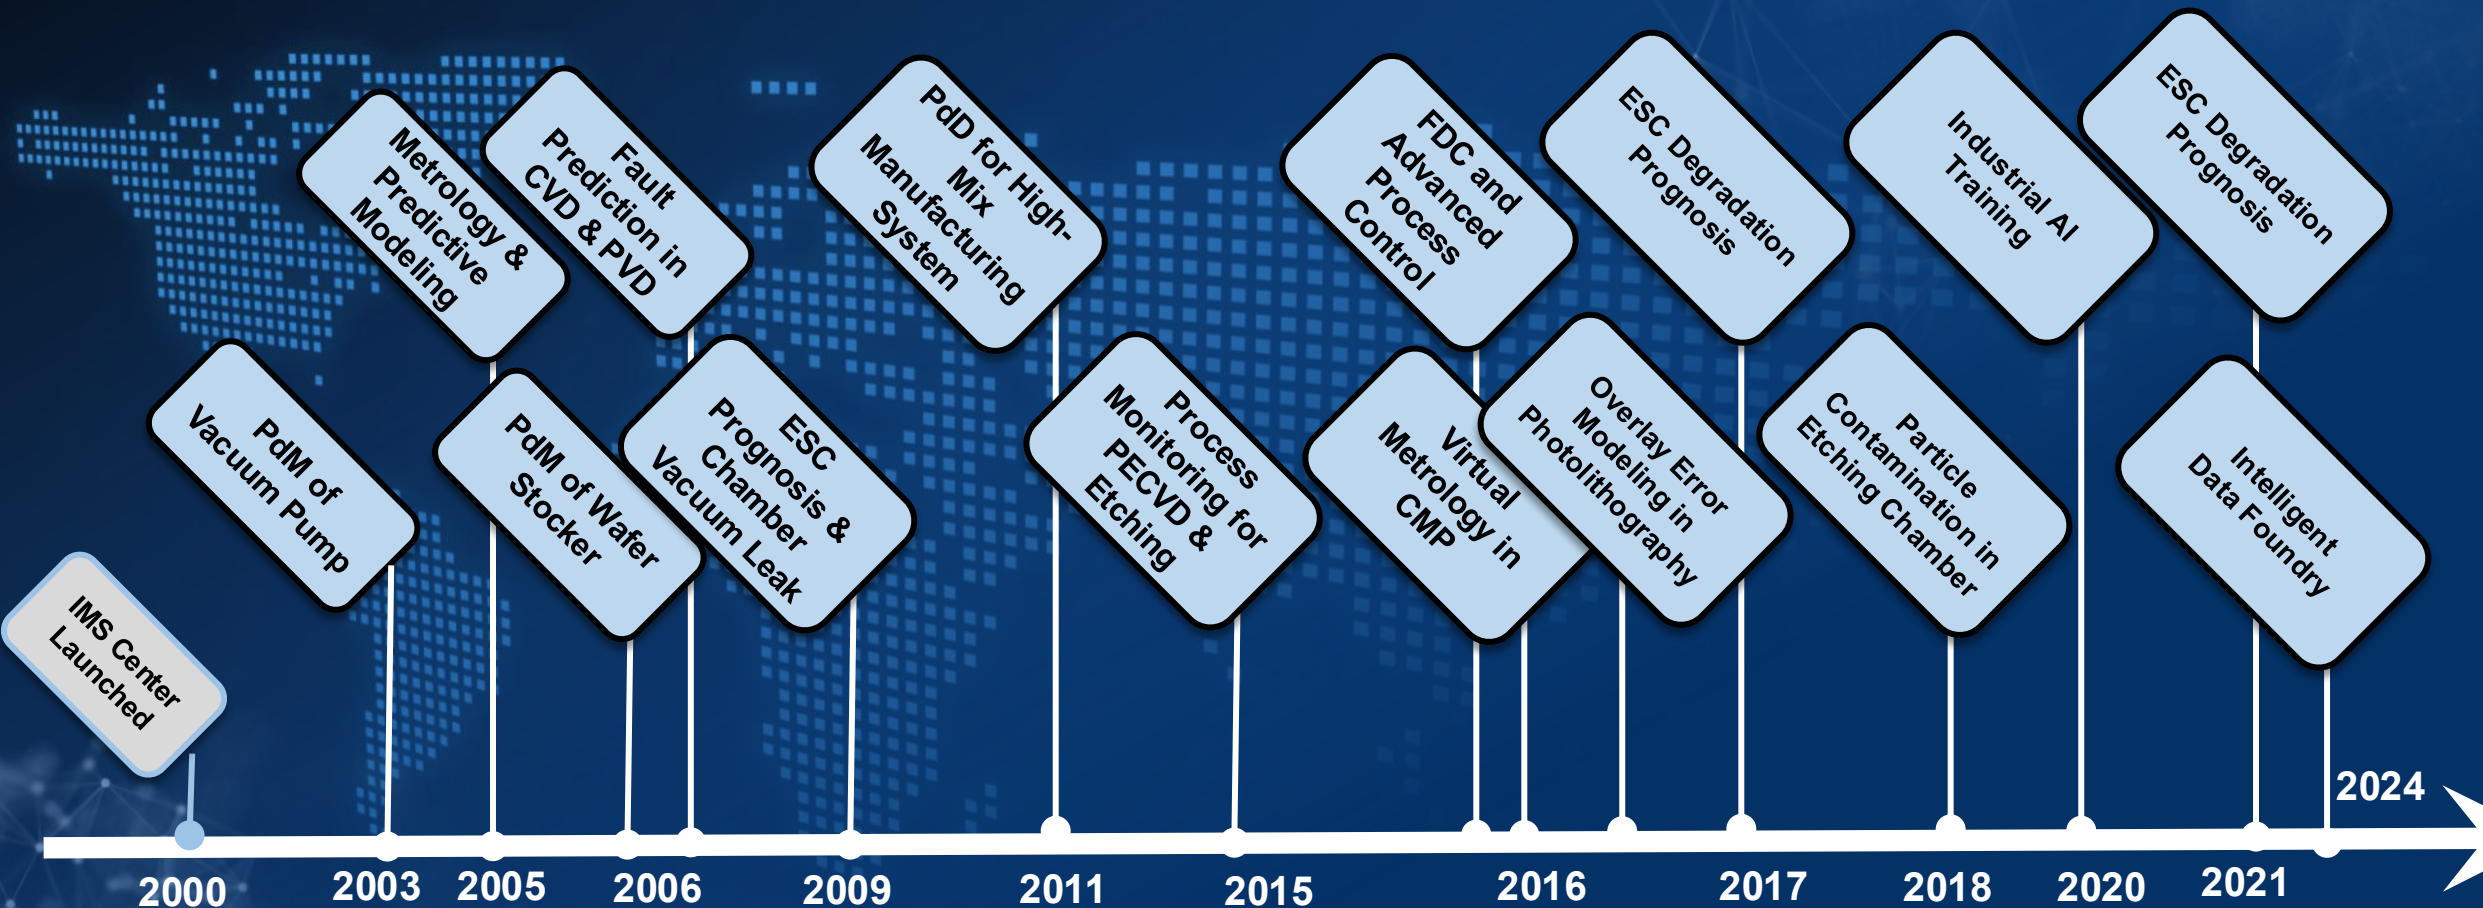 IMS Center
Launched
PdM of
Vacuum Pump
Metrology &
Predictive
Modeling
PdM of Wafer
Stocker
Fault
Prediction in
CVD & PVD
ESC
Prognosis &
Chamber
Vacuum Leak
PdD for High-
Mix
Manufacturing
System
Process
Monitoring for
PECVD &
Etching
FDC and
Advanced
Process
Control
Virtual
Metrology in
CMP
Overlay Error
Modeling in
Photolithography
ESC Degradation
Prognosis
Particle
Contamination in
Etching Chamber
Industrial AI
Training
ESC Degradation
Prognosis
Intelligent
Data Foundry
2000
2003
2005
2006
2009
2011
2015
2016
2017
2018
2020
2021
2024